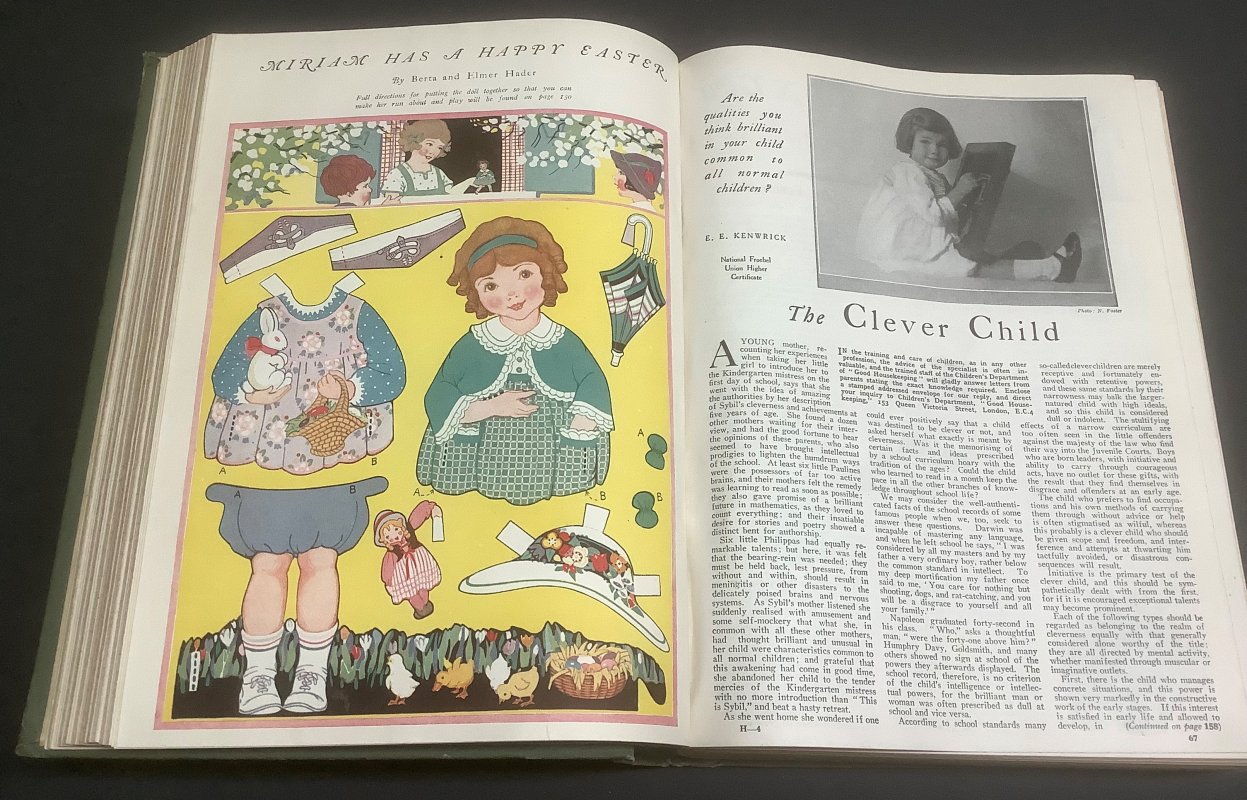 MIRIAM HAS A HAPPY EASTER
By Berta and Elmer Hader
Full directions for putting the doll together so that you can
make her run about and play will be found on page 130
A
B
A
B
A
B
A
B
Are the
qualities you
think brilliant
in your child
common to
all normal
children?
E. E. KENWRICK
National Froebel
Union Higher
Certificate
Photo: N. Foster
The Clever Child
A YOUNG mother, re-
counting her experiences
when taking her little
girl to introduce her to
the Kindergarten mistress on the
first day of school, says that she
went with the idea of amazing
the authorities by her description
of Sybil's cleverness and achievements at
five years of age. She found a dozen
other mothers waiting for their inter-
view, and had the good fortune to hear
the opinions of these parents, who also
seemed to have brought intellectual
prodigies to lighten the humdrum ways
of the school. At least six little Paulines
were the possessors of far too active
brains, and their mothers felt the remedy
was learning to read as soon as possible;
they also gave promise of a brilliant
future in mathematics, as they loved to
count everything; and their insatiable
desire for stories and poetry showed a
distinct bent for authorship.
Six little Philippas had equally re-
markable talents; but here, it was felt
that the bearing-rein was needed; they
must be held back, lest pressure, from
without and within, should result in
meningitis or other disasters to the
delicately poised brains and nervous
systems. As Sybil's mother listened she
suddenly realised with amusement and
some self-mockery that what she, in
common with all these other mothers,
had thought brilliant and unusual in
her child were characteristics common to
all normal children; and grateful that
this awakening had come in good time,
she abandoned her child to the tender
mercies of the Kindergarten mistress
with no more introduction than "This
is Sybil," and beat a hasty retreat.
As she went home she wondered if one
H—4
IN the training and care of children, as in any other
profession, the advice of the specialist is often in-
valuable, and the trained staff of the Children's Department
of "Good Housekeeping" will gladly answer letters from
parents stating the exact knowledge required. Enclose
a stamped addressed envelope for our reply, and direct
your inquiry to Children's Department, "Good House-
keeping," 153 Queen Victoria Street, London, E.C.4
could ever positively say that a child
was destined to be clever or not, and
asked herself what exactly is meant by
cleverness. Was it the memorising of
certain facts and ideas prescribed
by a school curriculum hoary with the
tradition of the ages? Could the child
who learned to read in a month keep the
pace in all the other branches of know-
ledge throughout school life?
We may consider the well-authenti-
cated facts of the school records of some
famous people when we, too, seek to
answer these questions. Darwin was
incapable of mastering any language,
and when he left school he says, "I was
considered by all my masters and by my
father a very ordinary boy, rather below
the common standard in intellect. To
my deep mortification my father once
said to me, 'You care for nothing but
shooting, dogs, and rat-catching, and you
will be a disgrace to yourself and all
your family.'"
Napoleon graduated forty-second in
his class. "Who," asks a thoughtful
man, "were the forty-one above him?"
Humphry Davy, Goldsmith, and many
others showed no sign at school of the
powers they afterwards displayed. The
school record, therefore, is no criterion
of the child's intelligence or intellec-
tual powers, for the brilliant man or
woman was often prescribed as dull at
school and vice versa.
According to school standards many
so-called clever children are merely
receptive and fortunately en-
dowed with retentive powers,
and these same standards by their
narrowness may balk the larger-
natured child with high ideals,
and so this child is considered
dull or indolent. The stultifying
effects of a narrow curriculum are
too often seen in the little offenders
against the majesty of the law who find
their way into the Juvenile Courts. Boys
who are born leaders, with initiative and
ability to carry through courageous
acts, have no outlet for these gifts, with
the result that they find themselves in
disgrace and offenders at an early age.
The child who prefers to find occupa-
tions and his own methods of carrying
them through without advice or help
is often stigmatised as wilful, whereas
this probably is a clever child who should
be given scope and freedom, and inter-
ference and attempts at thwarting him
tactfully avoided, or disastrous con-
sequences will result.
Initiative is the primary test of the
clever child, and this should be sym-
pathetically dealt with from the first,
for if it is encouraged exceptional talents
may become prominent.
Each of the following types should be
regarded as belonging to the realm of
cleverness equally with that generally
considered alone worthy of the title;
they are all directed by mental activity,
whether manifested through muscular or
imaginative outlets.
First, there is the child who manages
concrete situations, and this power is
shown very markedly in the constructive
work of the early stages. If this interest
is satisfied in early life and allowed to
develop, in (Continued on page 158)
67